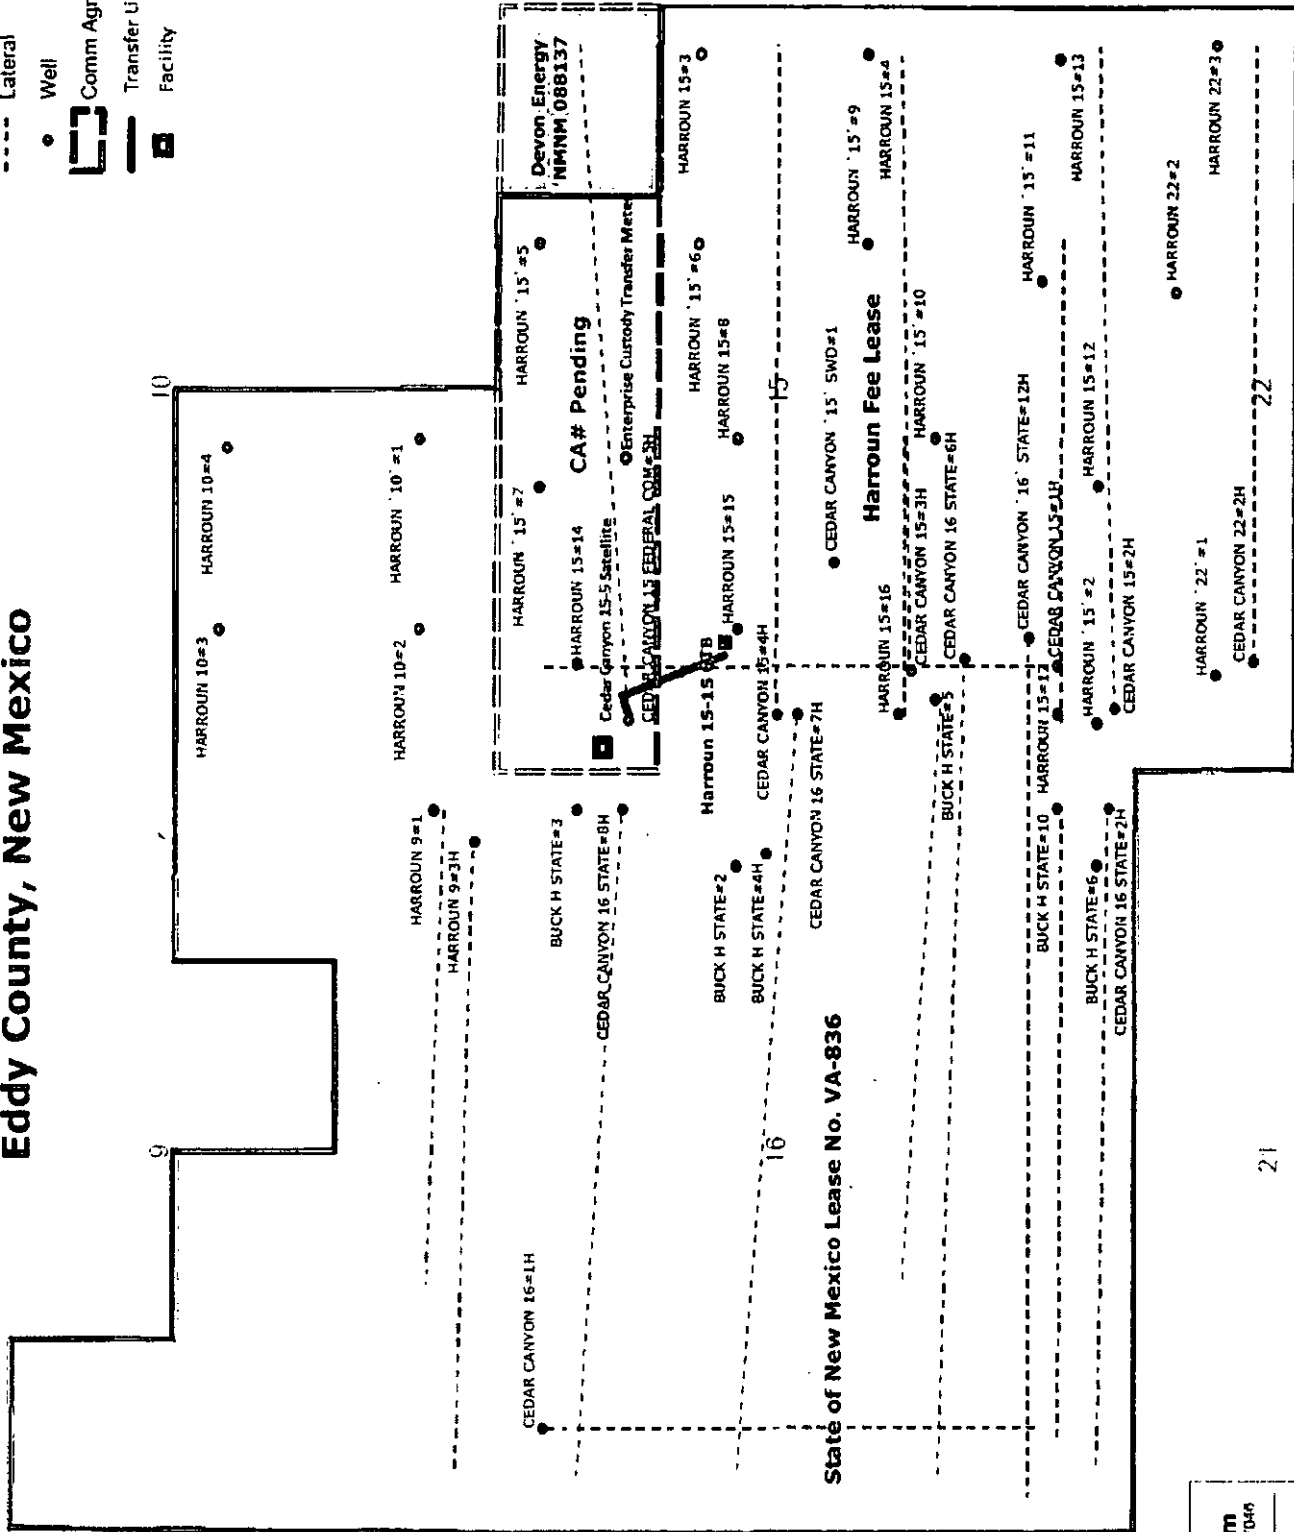 Eddy County, New Mexico
Lateral
Well
Comm Agr
Transfer Li
Facility
10
9
HARROUN 10#3
HARROUN 10#4
HARROUN 10#2
HARROUN '10'#1
HARROUN 9#1
HARROUN 9#3H
Devon Energy
NMNM 088137
CA# Pending
HARROUN '15'#5
HARROUN '15'#7
HARROUN 15#14
Enterprise Custody Transfer Mete
Cedar Canyon 15-5 Satellite
CEDAR CANYON 15 FEDERAL COM#5H
CEDAR CANYON 16#1H
BUCK H STATE#3
CEDAR CANYON 16 STATE#8H
HARROUN 15#3
HARROUN '15'#6
HARROUN 15#8
HARROUN 15#15
Harroun 15-15
BUCK H STATE#2
BUCK H STATE#4H
CEDAR CANYON 15#4H
CEDAR CANYON 16 STATE#7H
15
16
CEDAR CANYON '15' SWD#1
State of New Mexico Lease No. VA-836
Harroun Fee Lease
HARROUN '15'#9
HARROUN 15#4
HARROUN 15#16
HARROUN '15'#10
CEDAR CANYON 15#3H
CEDAR CANYON 16 STATE#6H
BUCK H STATE#5
CEDAR CANYON '16' STATE#12H
HARROUN '15'#11
HARROUN 15#13
BUCK H STATE#10
HARROUN 15#17
CEDAR CANYON 15#1H
HARROUN '15'#2
HARROUN 15#12
BUCK H STATE#6
CEDAR CANYON 16 STATE#2H
CEDAR CANYON 15#2H
HARROUN 22#2
HARROUN '22'#1
HARROUN 22#3
CEDAR CANYON 22#2H
21
22